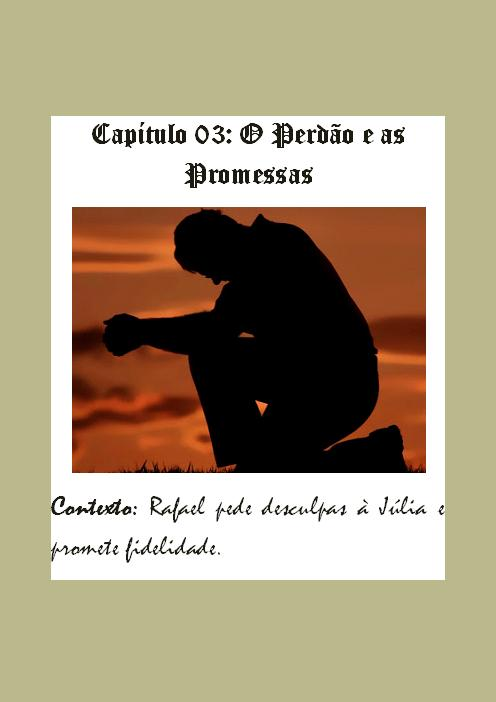 Capítulo 03: O Perdão e as
Promessas
Contexto: Rafael pede desculpas à Júlia e
promete fidelidade.